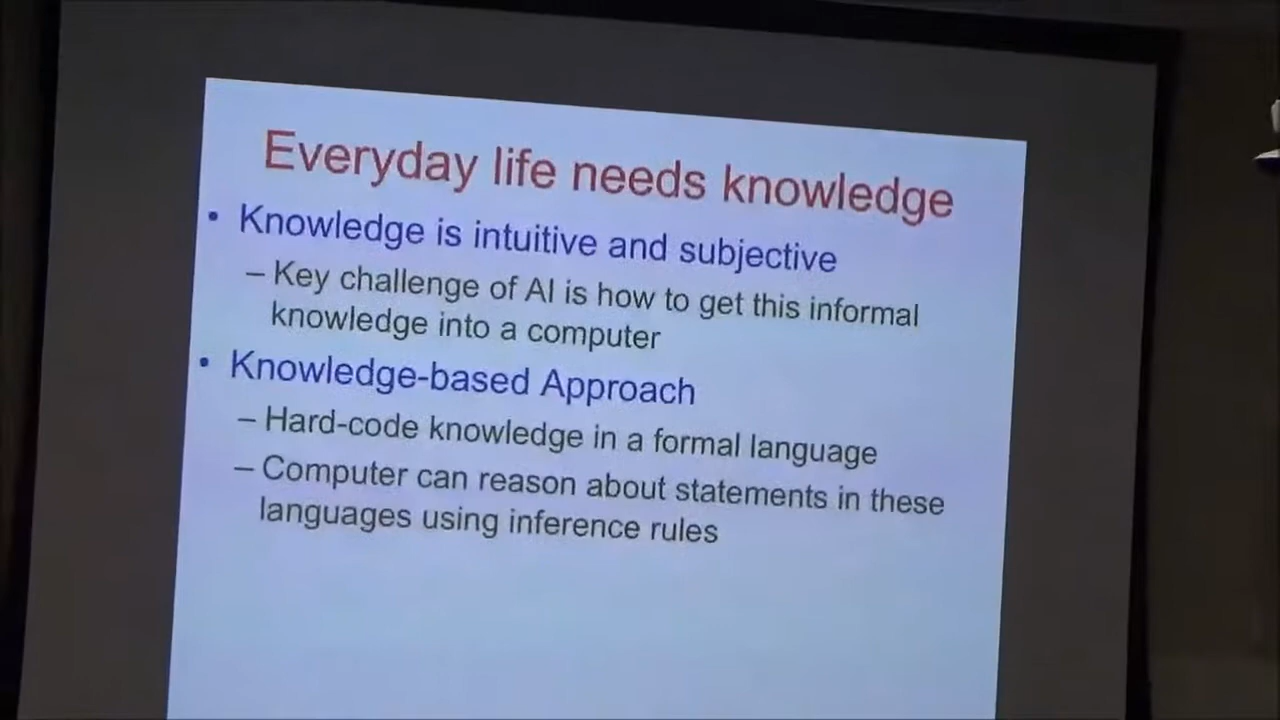 Everyday life needs knowledge
• Knowledge is intuitive and subjective
– Key challenge of AI is how to get this informal
knowledge into a computer
• Knowledge-based Approach
– Hard-code knowledge in a formal language
– Computer can reason about statements in these
languages using inference rules